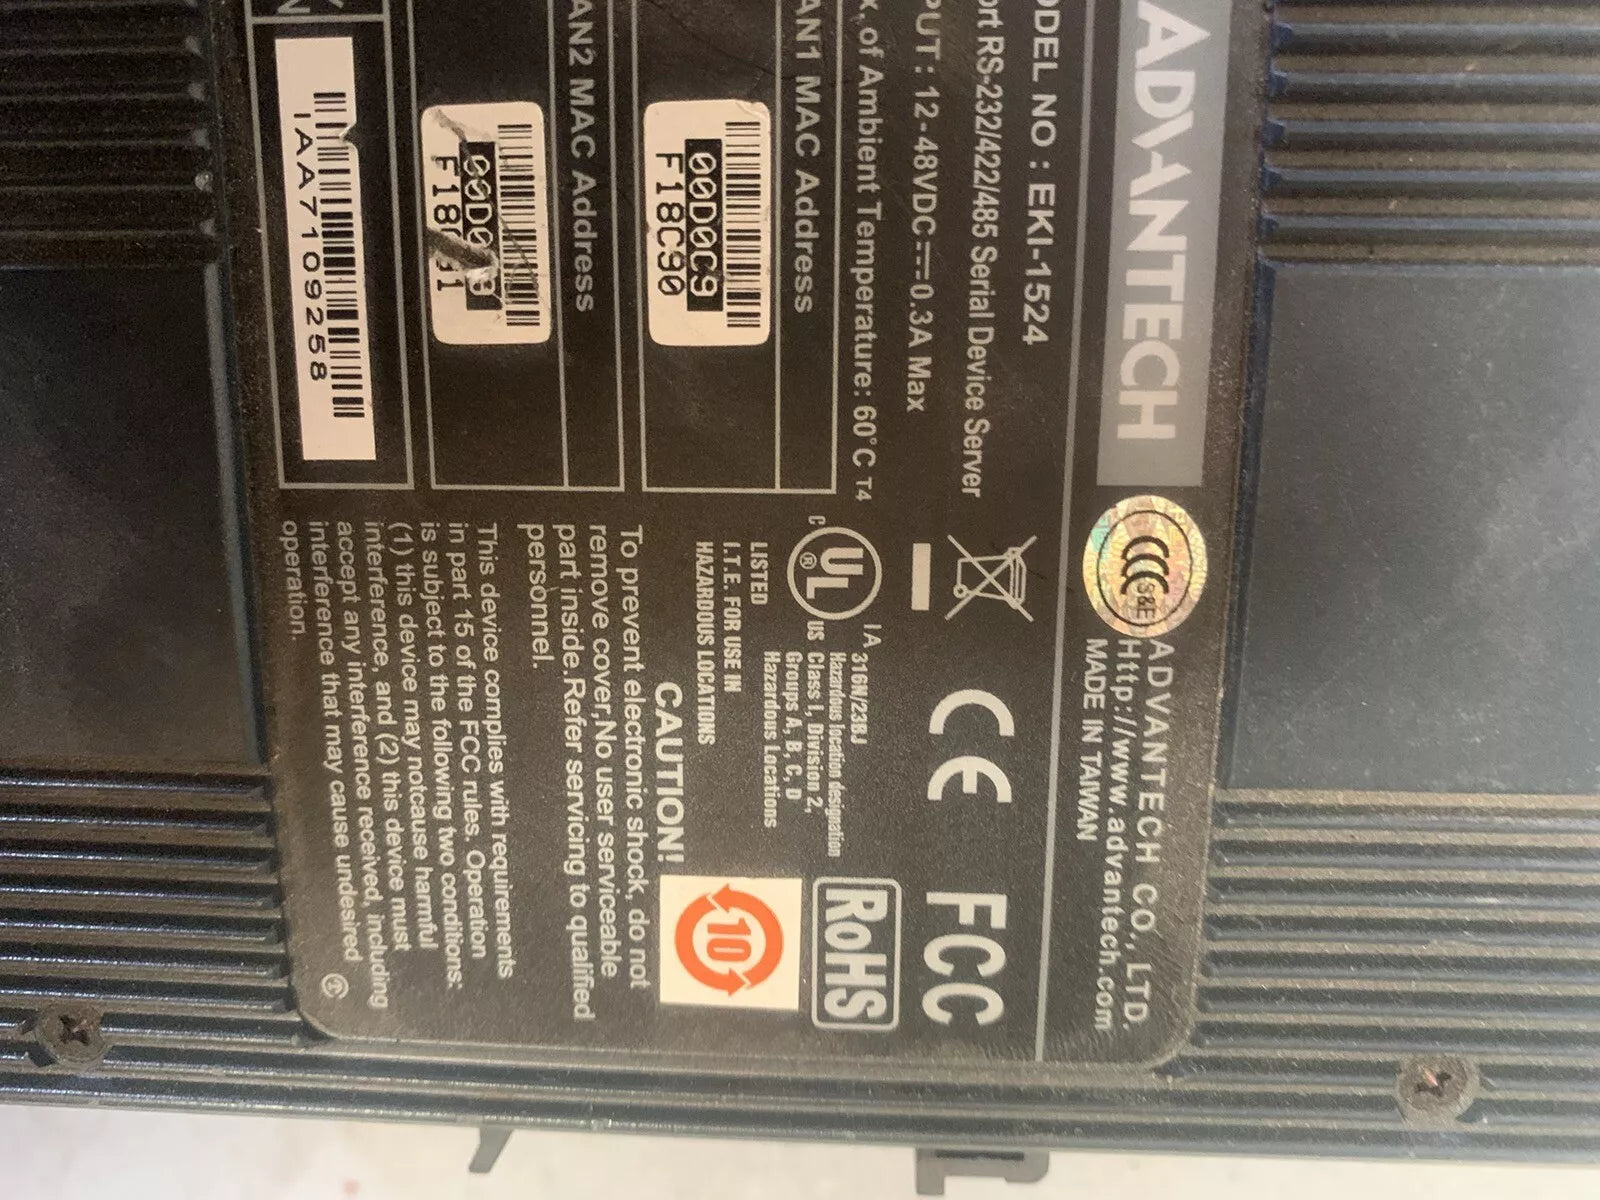 ADVANTECH
S&E
ADVANTECH CO., LTD.
Http://www.advantech.com
MADE IN TAIWAN
NO : EKI-1524
RS-232/422/485 Serial Device Server
12-48VDC 0.3A Max
of Ambient Temperature : 60°C T4
CE FCC
C UL ® US
LISTED
I.T.E. FOR USE IN
HAZARDOUS LOCATIONS
IA 316N/23BJ
Hazardous location designation
Class I, Division 2,
Groups A, B, C, D
Hazardous Locations
RoHS
10
MAC Address
00D0C9
F18C90
MAC Address
IAA7109258
CAUTION!
To prevent electronic shock, do not
remove cover,No user serviceable
part inside.Refer servicing to qualified
personnel.
This device complies with requirements
in part 15 of the FCC rules. Operation
is subject to the following two conditions:
(1) this device may notcause harmful
interference, and (2) this device must
accept any interference received, including
interference that may cause undesired
operation.